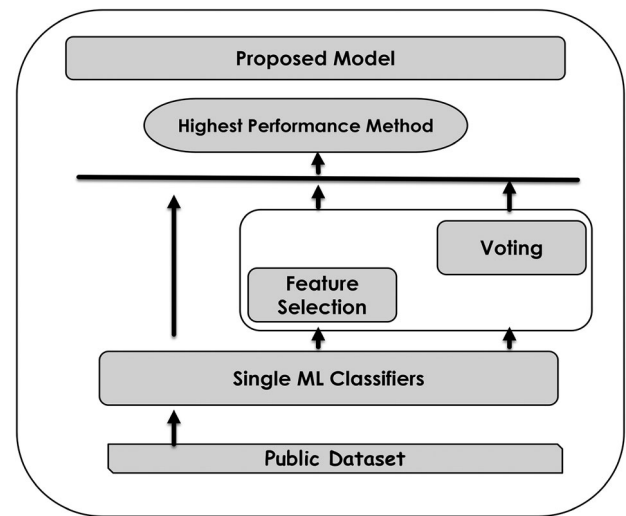 Proposed Model
Highest Performance Method
Voting
Feature
Selection
Single ML Classifiers
Public Dataset